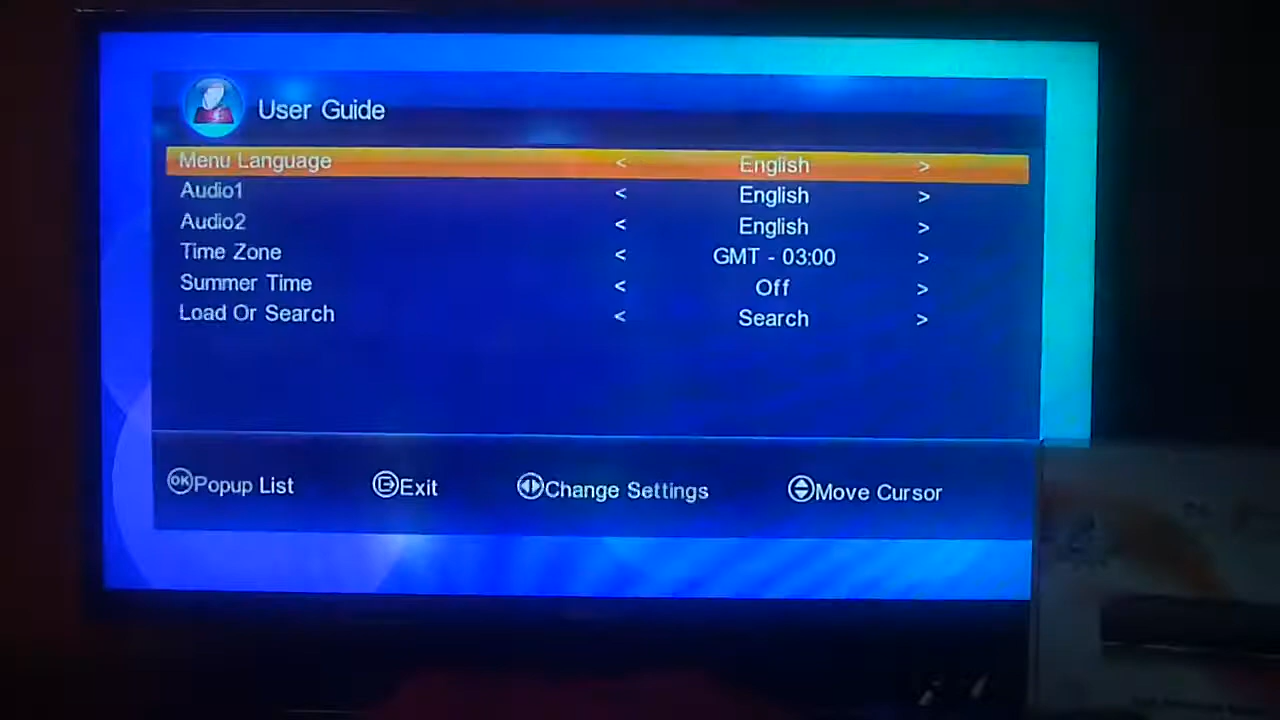 User Guide
Menu Language < English >
Audio1 < English >
Audio2 < English >
Time Zone < GMT - 03:00 >
Summer Time < Off >
Load Or Search < Search >
OK Popup List Exit Change Settings Move Cursor